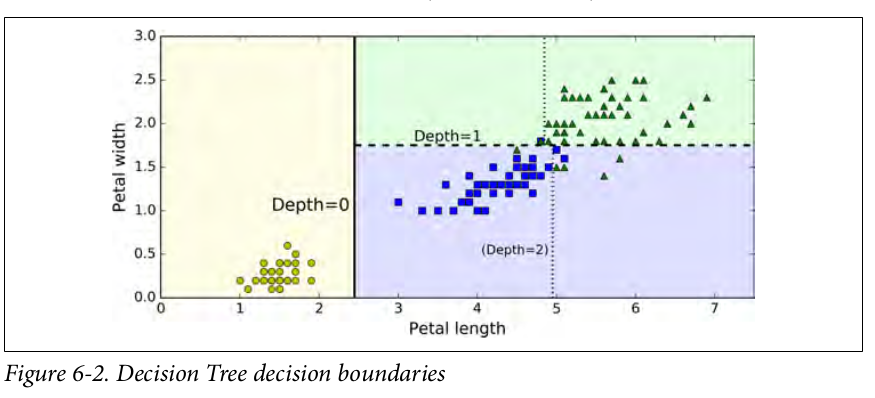 3.0
2.5
2.0
1.5
1.0
0.5
0.0
Petal width
Depth=1
Depth=0
(Depth=2)
0 1 2 3 4 5 6 7
Petal length
Figure 6-2. Decision Tree decision boundaries